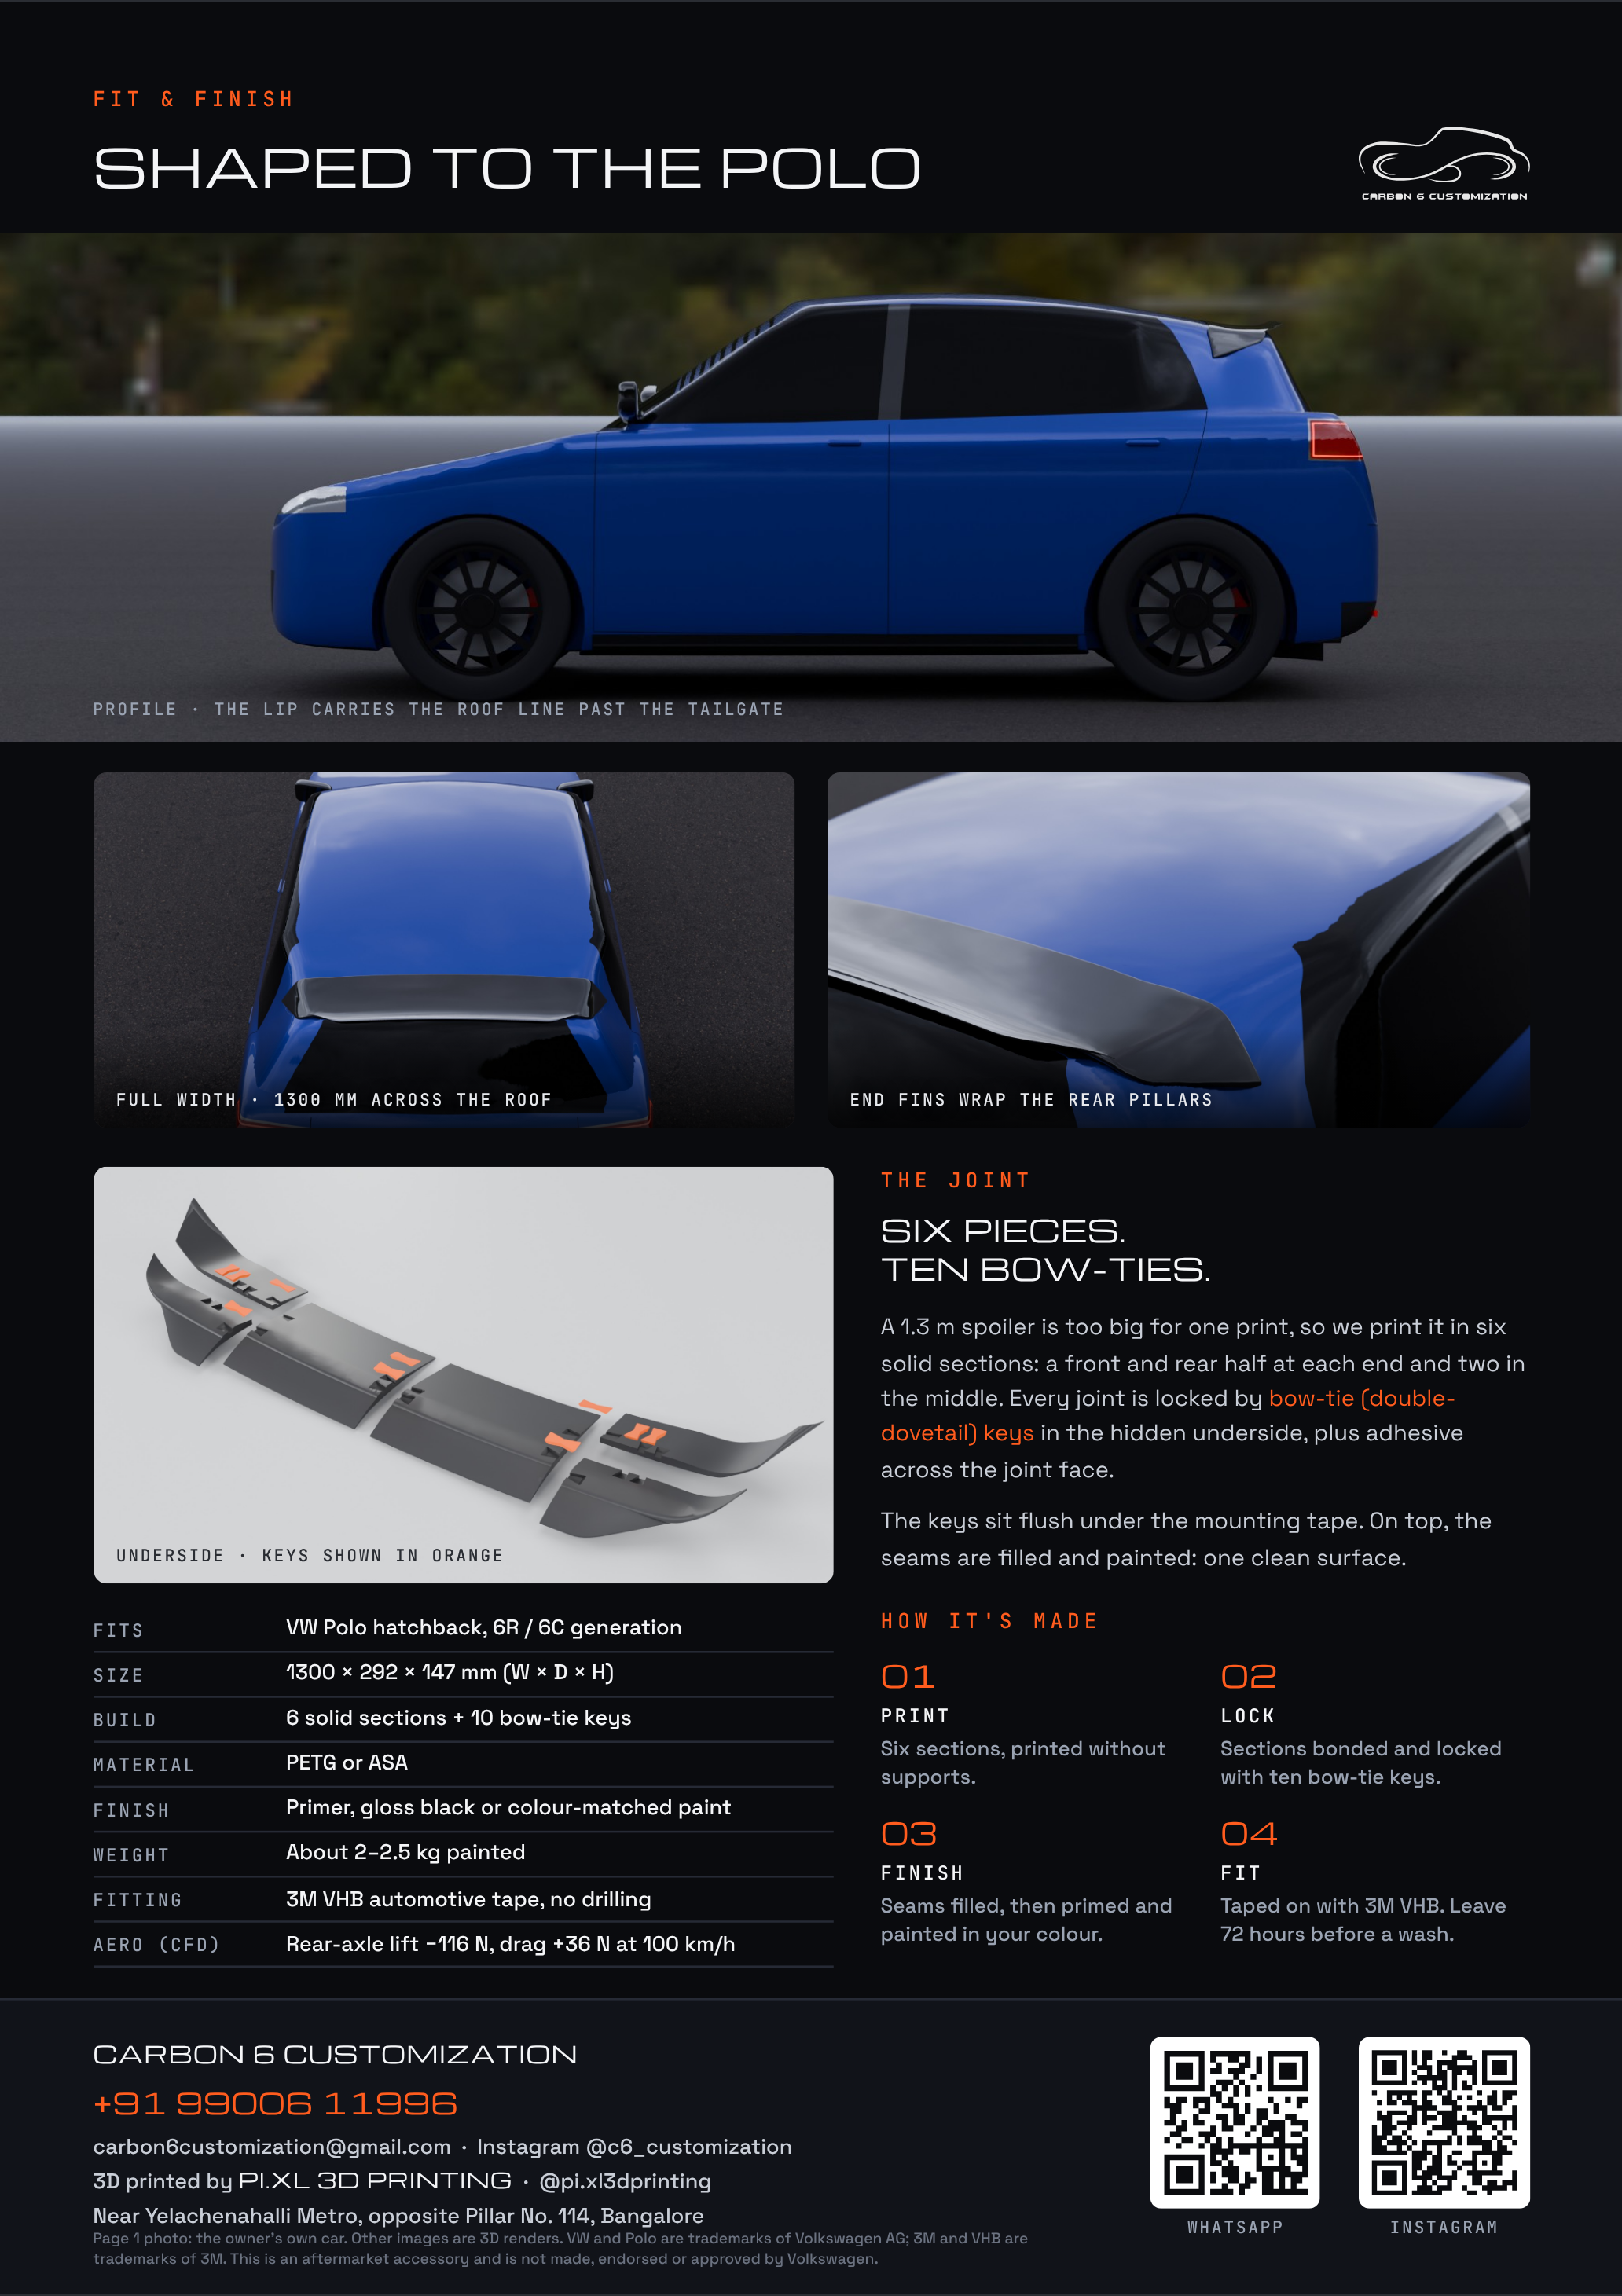 FIT & FINISH
SHAPED TO THE POLO
CARBON 6 CUSTOMIZATION
PROFILE · THE LIP CARRIES THE ROOF LINE PAST THE TAILGATE
FULL WIDTH · 1300 MM ACROSS THE ROOF
END FINS WRAP THE REAR PILLARS
UNDERSIDE · KEYS SHOWN IN ORANGE
THE JOINT
SIX PIECES.
TEN BOW-TIES.
A 1.3 m spoiler is too big for one print, so we print it in six
solid sections: a front and rear half at each end and two in
the middle. Every joint is locked by bow-tie (double-
dovetail) keys in the hidden underside, plus adhesive
across the joint face.
The keys sit flush under the mounting tape. On top, the
seams are filled and painted: one clean surface.
FITS VW Polo hatchback, 6R / 6C generation
SIZE 1300 × 292 × 147 mm (W × D × H)
BUILD 6 solid sections + 10 bow-tie keys
MATERIAL PETG or ASA
FINISH Primer, gloss black or colour-matched paint
WEIGHT About 2–2.5 kg painted
FITTING 3M VHB automotive tape, no drilling
AERO (CFD) Rear-axle lift −116 N, drag +36 N at 100 km/h
HOW IT'S MADE
01
PRINT
Six sections, printed without
supports.
02
LOCK
Sections bonded and locked
with ten bow-tie keys.
03
FINISH
Seams filled, then primed and
painted in your colour.
04
FIT
Taped on with 3M VHB. Leave
72 hours before a wash.
CARBON 6 CUSTOMIZATION
+91 99006 11996
carbon6customization@gmail.com · Instagram @c6_customization
3D printed by PI.XL 3D PRINTING · @pi.xl3dprinting
Near Yelachenahalli Metro, opposite Pillar No. 114, Bangalore
Page 1 photo: the owner's own car. Other images are 3D renders. VW and Polo are trademarks of Volkswagen AG; 3M and VHB are
trademarks of 3M. This is an aftermarket accessory and is not made, endorsed or approved by Volkswagen.
WHATSAPP
INSTAGRAM